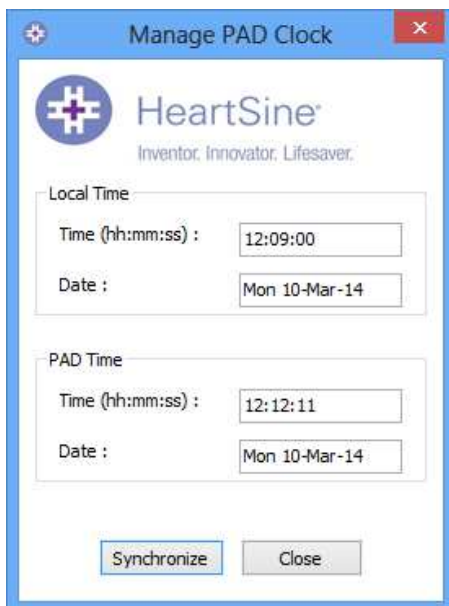 Manage PAD Clock
HeartSine®
Inventor. Innovator. Lifesaver.
Local Time
Time (hh:mm:ss) : 12:09:00
Date : Mon 10-Mar-14
PAD Time
Time (hh:mm:ss) : 12:12:11
Date : Mon 10-Mar-14
Synchronize Close